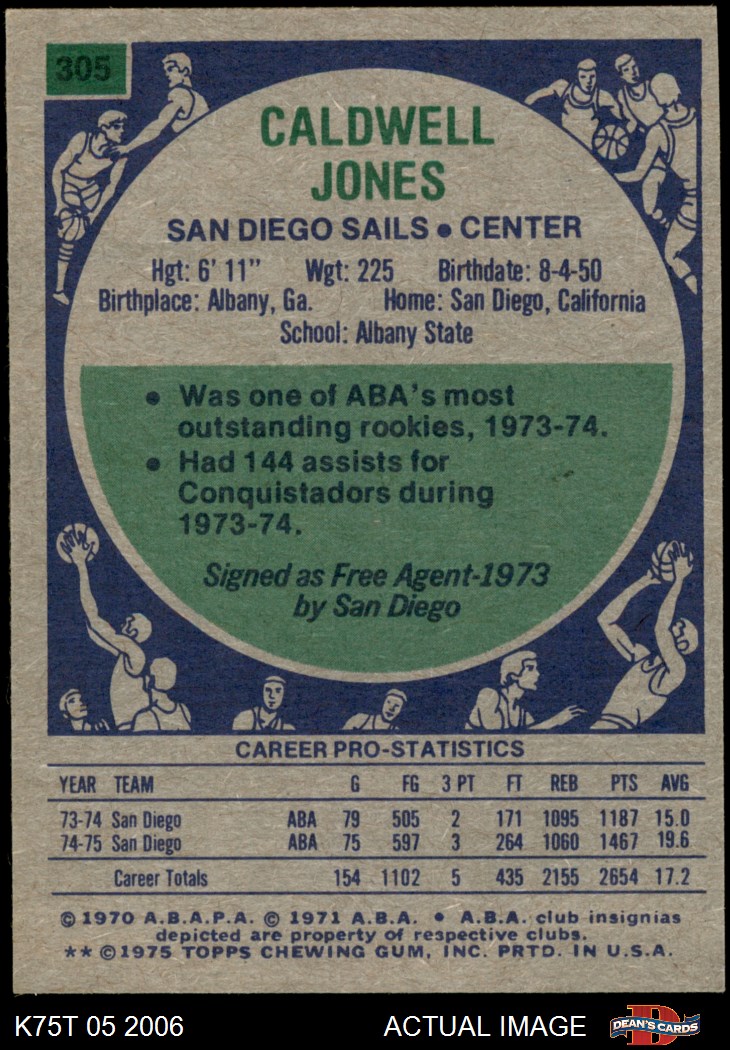 305
CALDWELL
JONES
SAN DIEGO SAILS • CENTER
Hgt: 6' 11" Wgt: 225 Birthdate: 8-4-50
Birthplace: Albany, Ga. Home: San Diego, California
School: Albany State
• Was one of ABA's most
outstanding rookies, 1973-74.
• Had 144 assists for
Conquistadors during
1973-74.
Signed as Free Agent-1973
by San Diego
CAREER PRO-STATISTICS
YEAR TEAM G FG 3 PT FT REB PTS AVG
73-74 San Diego ABA 79 505 2 171 1095 1187 15.0
74-75 San Diego ABA 75 597 3 264 1060 1467 19.6
Career Totals 154 1102 5 435 2155 2654 17.2
© 1970 A.B.A.P.A. © 1971 A.B.A. • A.B.A. club insignias
depicted are property of respective clubs.
** © 1975 TOPPS CHEWING GUM, INC. PRTD. IN U.S.A.
K75T 05 2006 ACTUAL IMAGE
D
DEAN'S CARDS